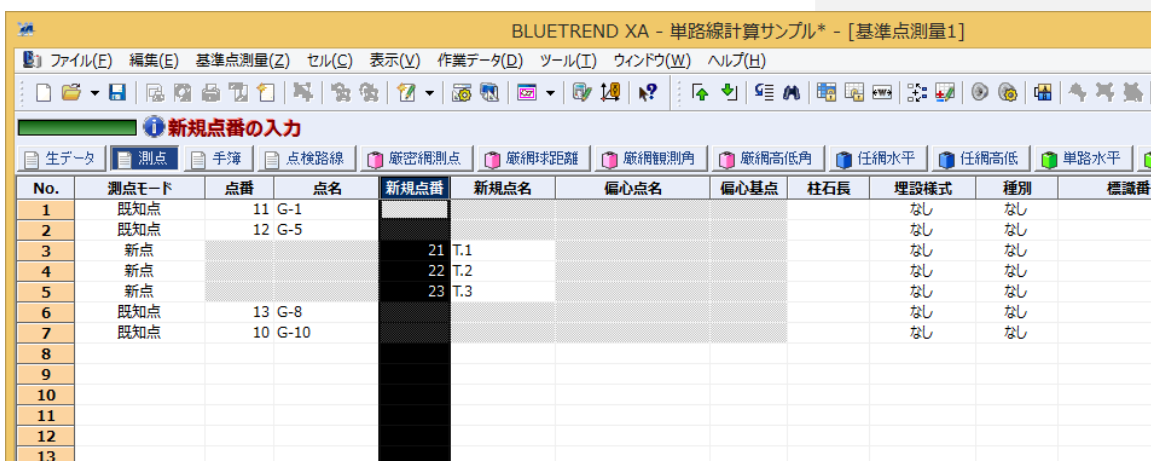 BLUETREND XA - 単路線計算サンプル* - [基準点測量1]
ファイル(F) 編集(E) 基準点測量(Z) セル(C) 表示(V) 作業データ(D) ツール(T) ウィンドウ(W) ヘルプ(H)
新規点番の入力
生データ 測点 手簿 点検路線 厳密網測点 厳網球距離 厳網観測角 厳網高低角 任網水平 任網高低 単路水平
No. 測点モード 点番 点名 新規点番 新規点名 偏心点名 偏心基点 柱石長 埋設様式 種別 標識番
1 既知点 11 G-1 なし なし
2 既知点 12 G-5 なし なし
3 新点 21 T.1 なし なし
4 新点 22 T.2 なし なし
5 新点 23 T.3 なし なし
6 既知点 13 G-8 なし なし
7 既知点 10 G-10 なし なし
8
9
10
11
12
13